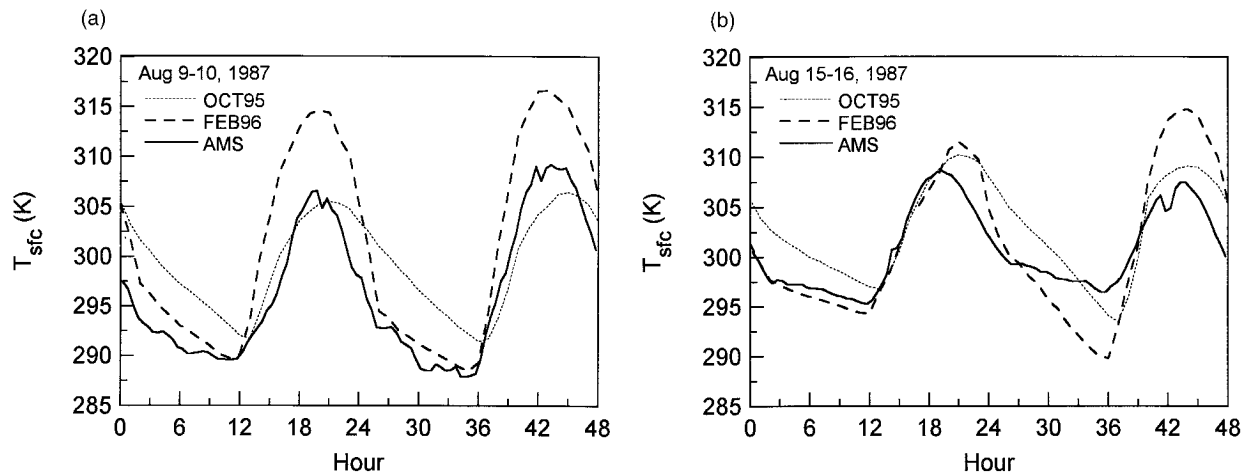 (a)
320
315
310
305
300
295
290
285
T_sfc (K)
Aug 9-10, 1987
OCT95
FEB96
AMS
0 6 12 18 24 30 36 42 48
Hour
(b)
320
315
310
305
300
295
290
285
T_sfc (K)
Aug 15-16, 1987
OCT95
FEB96
AMS
0 6 12 18 24 30 36 42 48
Hour